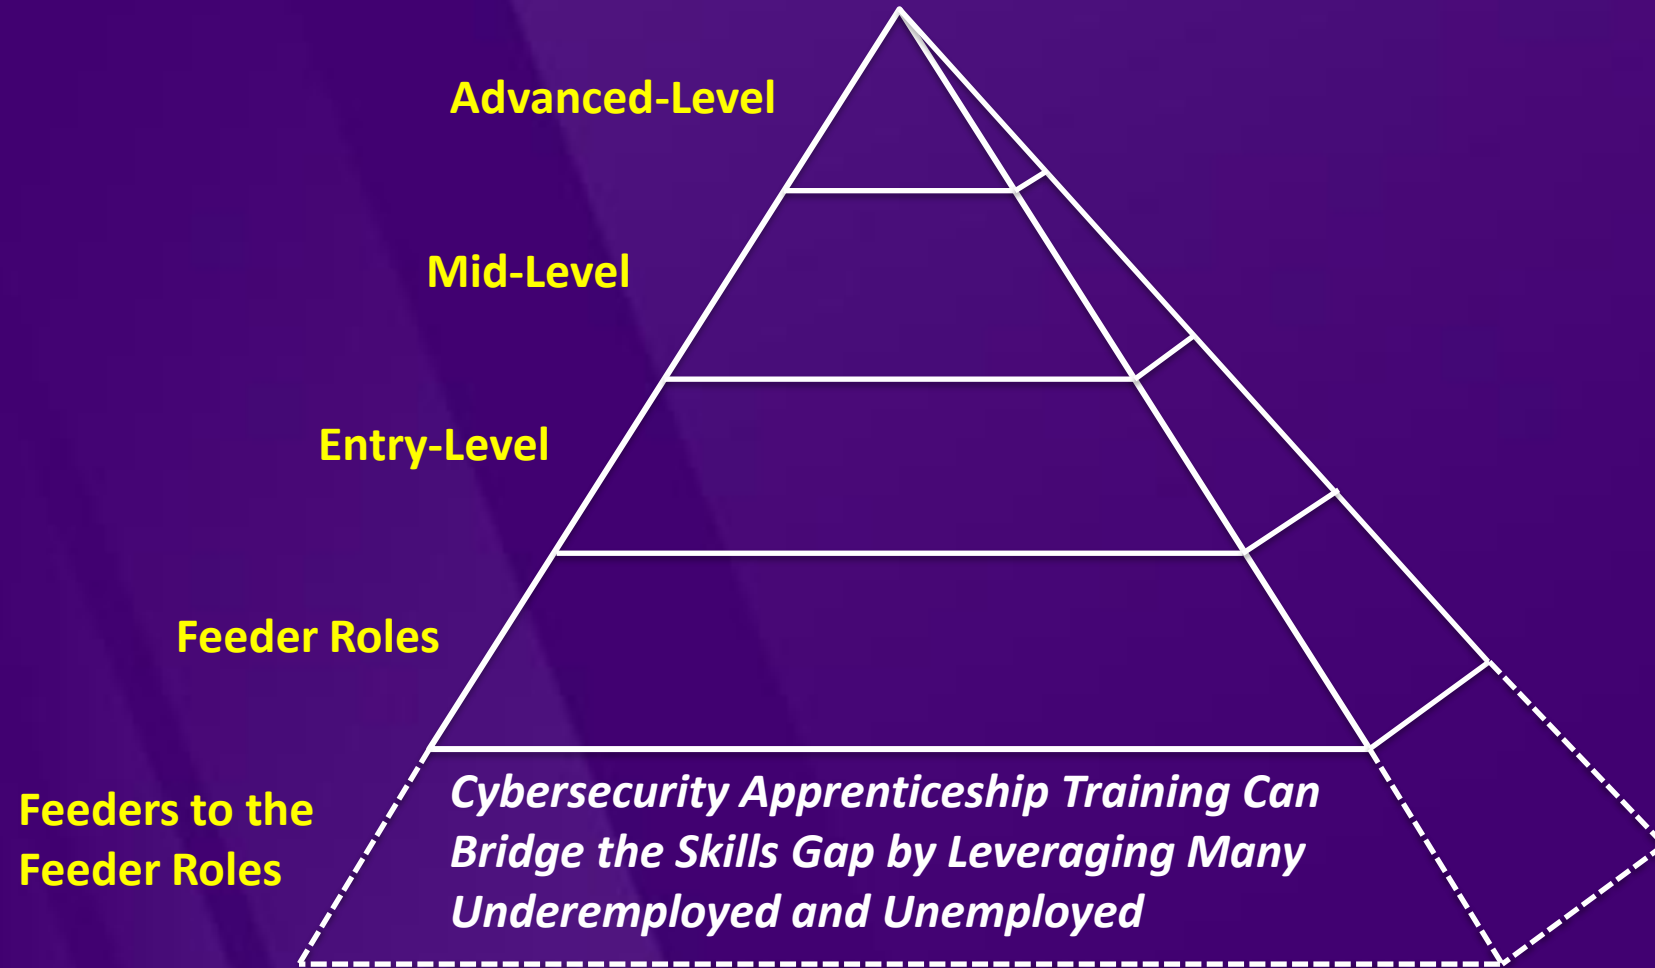 Advanced-Level
Mid-Level
Entry-Level
Feeder Roles
Feeders to the
Feeder Roles
Cybersecurity Apprenticeship Training Can
Bridge the Skills Gap by Leveraging Many
Underemployed and Unemployed